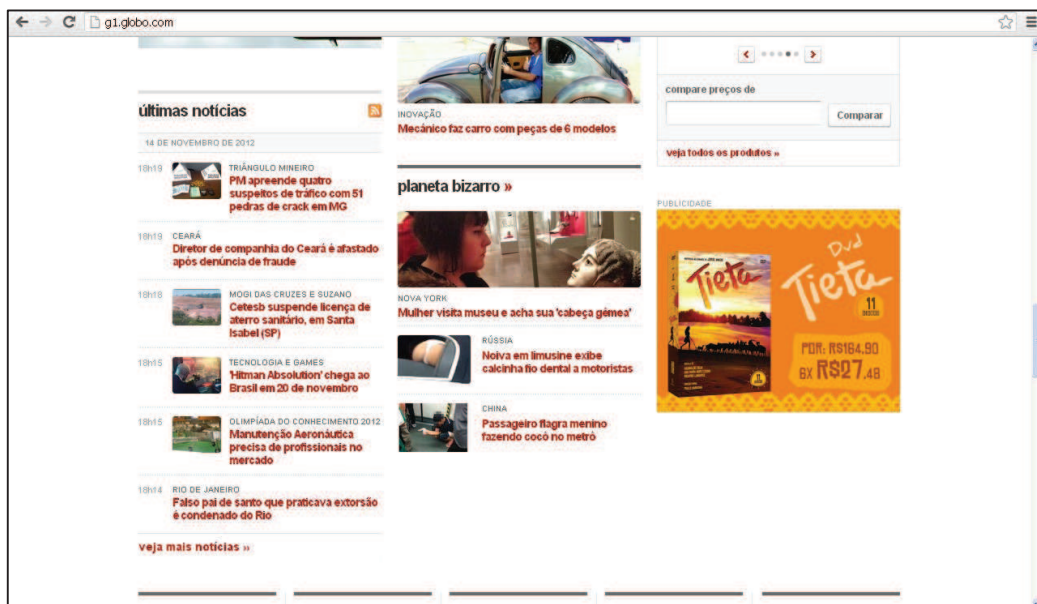 g1.globo.com
últimas notícias
14 DE NOVEMBRO DE 2012
18h19 TRIÂNGULO MINEIRO
PM apreende quatro
suspeitos de tráfico com 51
pedras de crack em MG
18h19 CEARÁ
Diretor de companhia do Ceará é afastado
após denúncia de fraude
18h18 MOGI DAS CRUZES E SUZANO
Cetesb suspende licença de
aterro sanitário, em Santa
Isabel (SP)
18h15 TECNOLOGIA E GAMES
'Hitman Absolution' chega ao
Brasil em 20 de novembro
18h15 OLIMPÍADA DO CONHECIMENTO 2012
Manutenção Aeronáutica
precisa de profissionais no
mercado
18h14 RIO DE JANEIRO
Falso pai de santo que praticava extorsão
é condenado do Rio
veja mais notícias »
INOVAÇÃO
Mecânico faz carro com peças de 6 modelos
planeta bizarro »
NOVA YORK
Mulher visita museu e acha sua 'cabeça gêmea'
RÚSSIA
Noiva em limusine exibe
calcinha fio dental a motoristas
CHINA
Passageiro flagra menino
fazendo cocô no metrô
compare preços de
Comparar
veja todos os produtos »
PUBLICIDADE
Tieta
Dvd
Tieta
11
DISCOS
POR: R$164,90
6X R$27,48